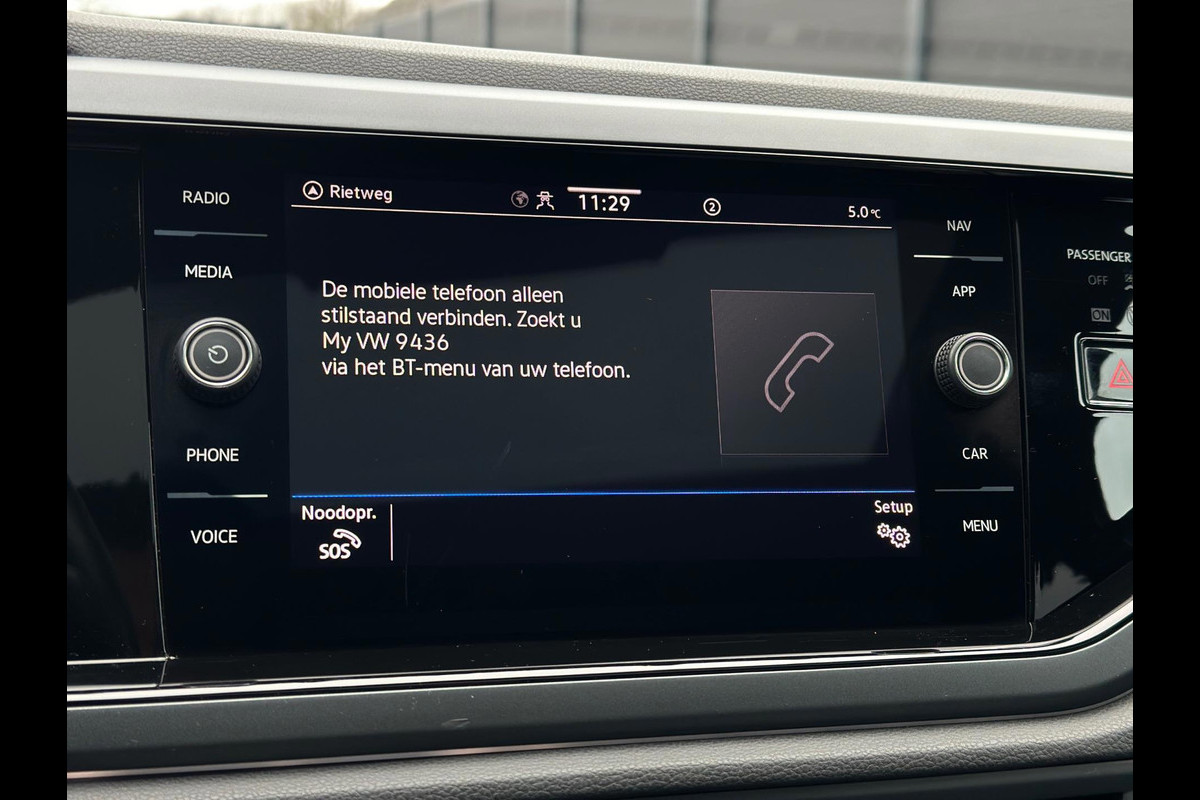 RADIO
MEDIA
PHONE
VOICE
Rietweg
11:29
2
5.0°C
De mobiele telefoon alleen
stilstaand verbinden. Zoekt u
My VW 9436
via het BT-menu van uw telefoon.
Noodopr.
SOS
Setup
NAV
APP
CAR
MENU
PASSENGER
OFF
ON